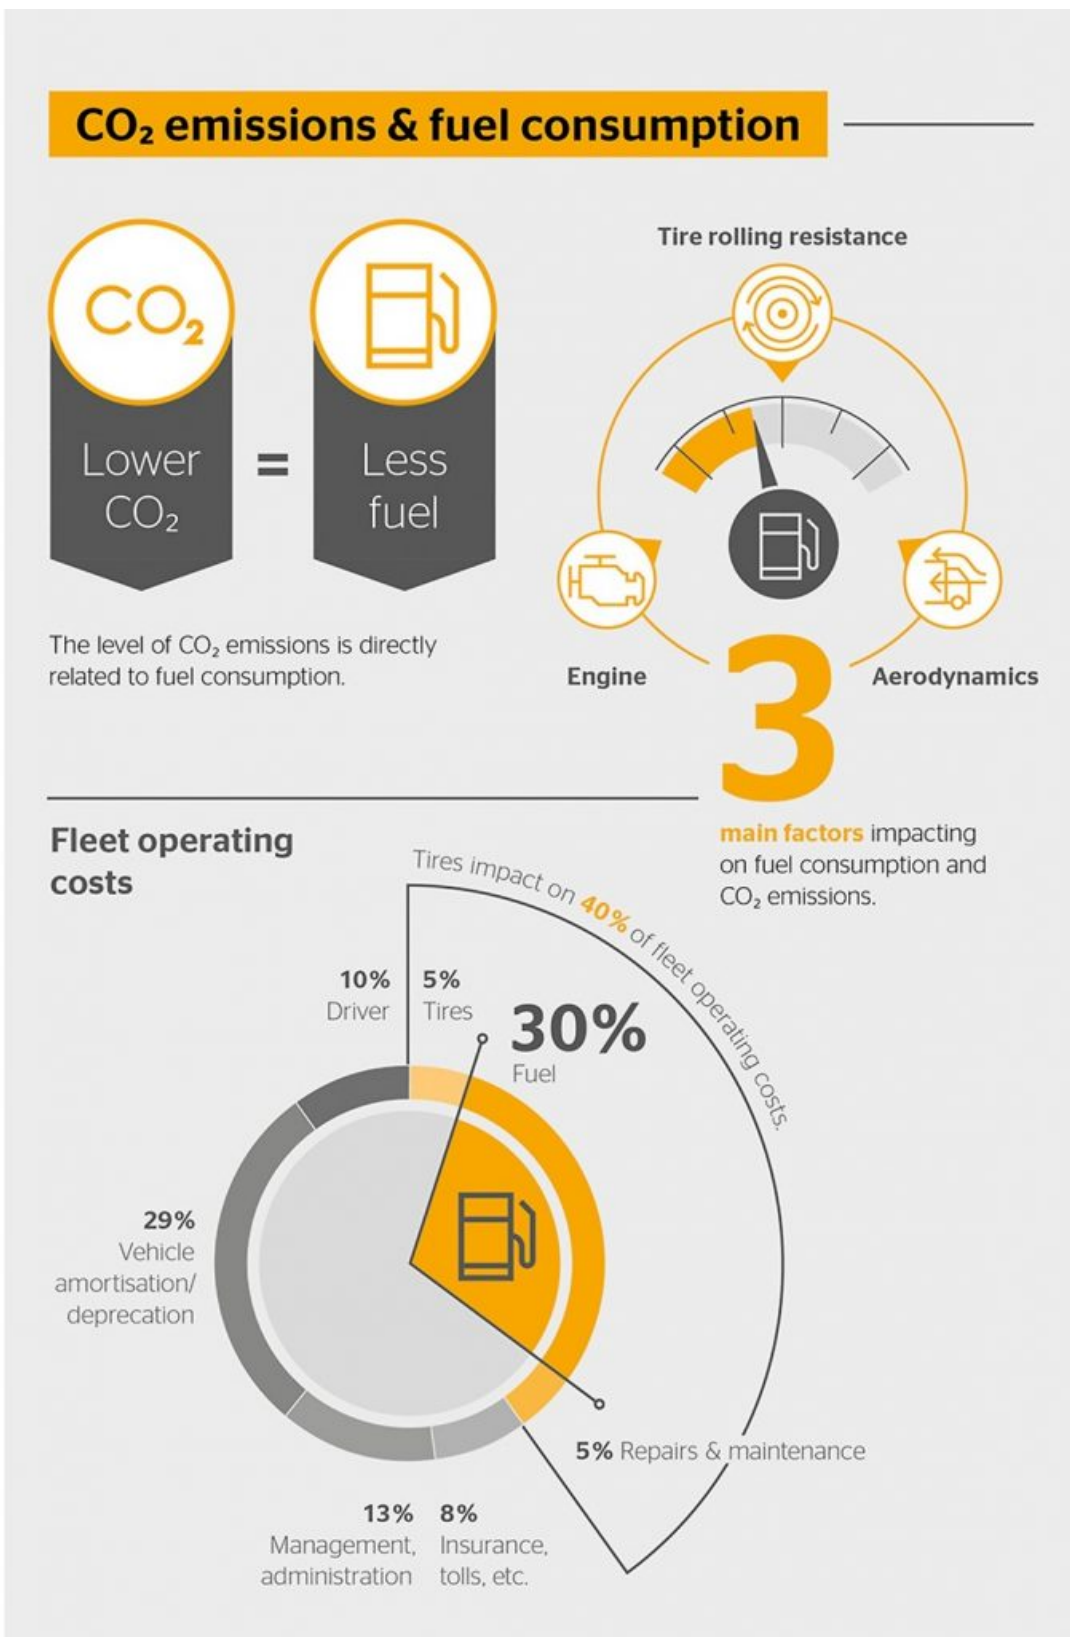 CO₂ emissions & fuel consumption
CO₂
Lower
CO₂
=
Less
fuel
The level of CO₂ emissions is directly
related to fuel consumption.
Tire rolling resistance
Engine
Aerodynamics
3
main factors impacting
on fuel consumption and
CO₂ emissions.
Fleet operating
costs
Tires impact on 40% of fleet operating costs.
10%
Driver
5%
Tires
30%
Fuel
29%
Vehicle
amortisation/
deprecation
5% Repairs & maintenance
13%
Management,
administration
8%
Insurance,
tolls, etc.